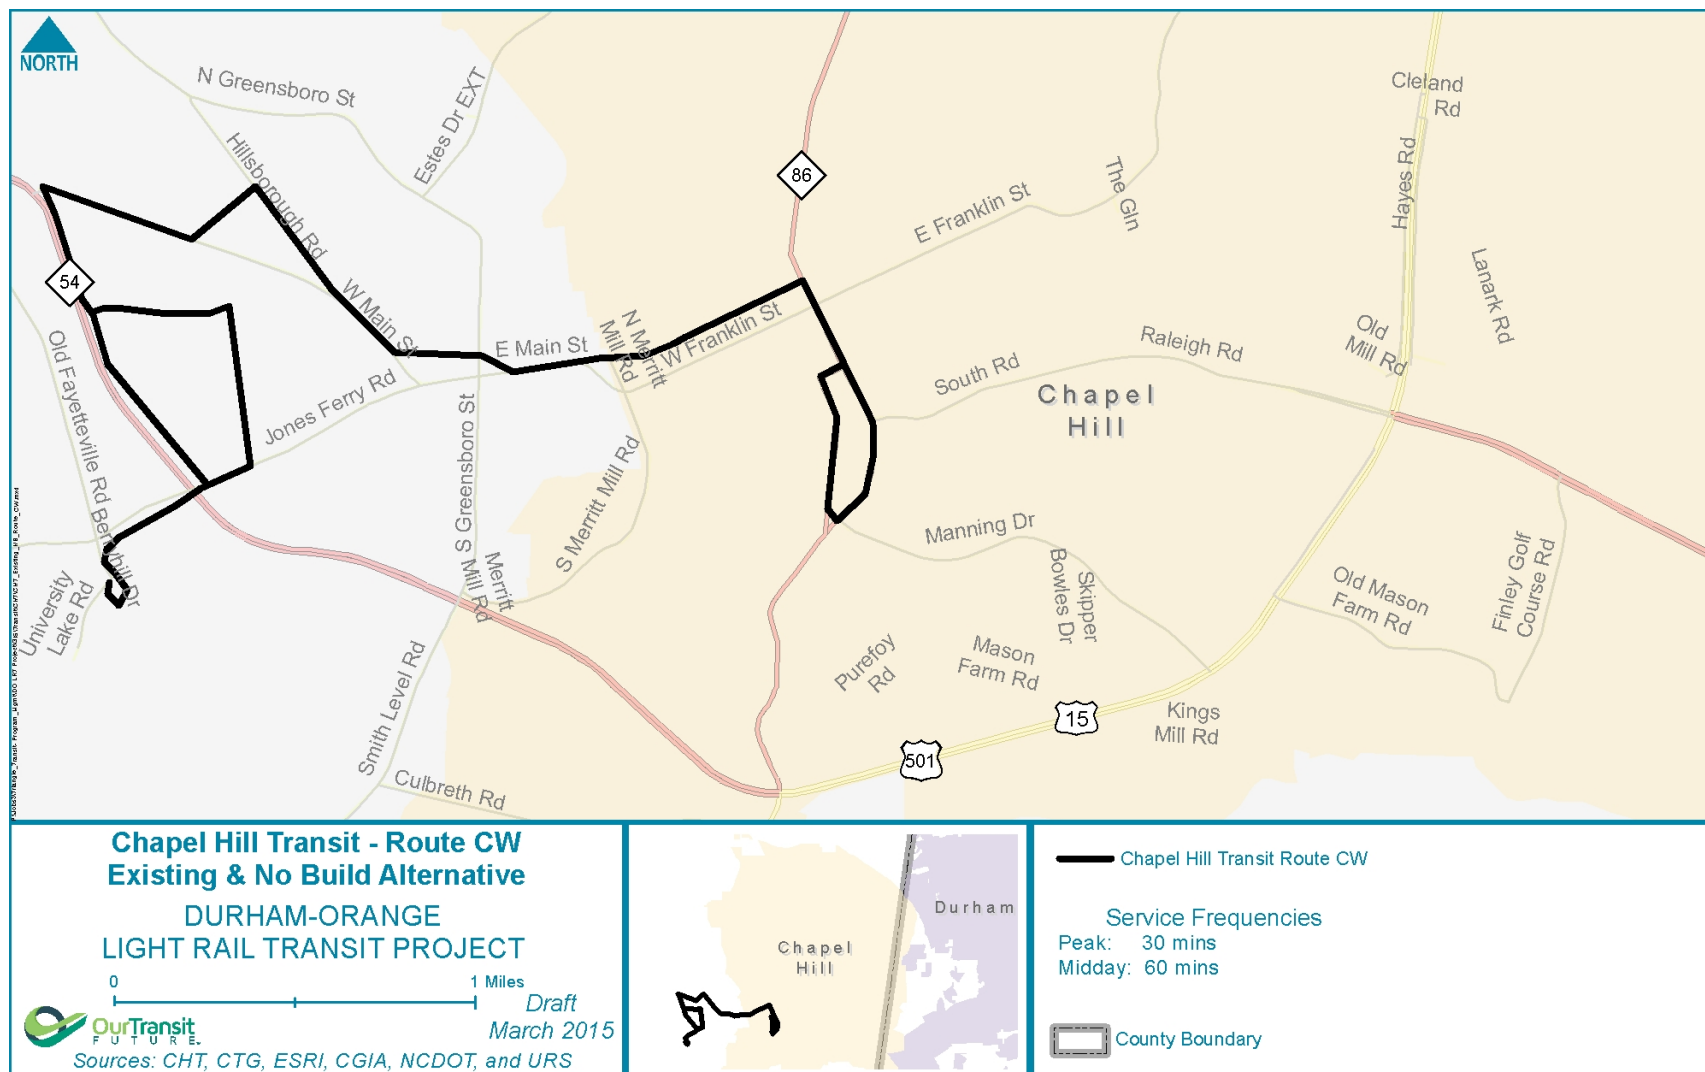 NORTH
N Greensboro St
Estes Dr EXT
Hillsborough Rd
86
The Gln
E Franklin St
Cleland
Rd
Hayes Rd
Lanark Rd
54
W Main St
E Main St
N Merritt
Mill Rd
W Franklin St
Old
Mill Rd
Raleigh Rd
South Rd
Chapel
Hill
Old Fayetteville Rd
Jones Ferry Rd
S Greensboro St
S Merritt Mill Rd
Manning Dr
Berryhill Dr
University
Lake Rd
Merritt
Mill Rd
Skipper
Bowles Dr
Old Mason
Farm Rd
Finley Golf
Course Rd
Purefoy
Rd
Mason
Farm Rd
Smith Level Rd
Kings
Mill Rd
15
501
Culbreth Rd
Chapel Hill Transit - Route CW
Existing & No Build Alternative
DURHAM-ORANGE
LIGHT RAIL TRANSIT PROJECT
0 1 Miles
Draft
March 2015
OurTransit
FUTURE
Sources: CHT, CTG, ESRI, CGIA, NCDOT, and URS
Durham
Chapel
Hill
Chapel Hill Transit Route CW
Service Frequencies
Peak: 30 mins
Midday: 60 mins
County Boundary